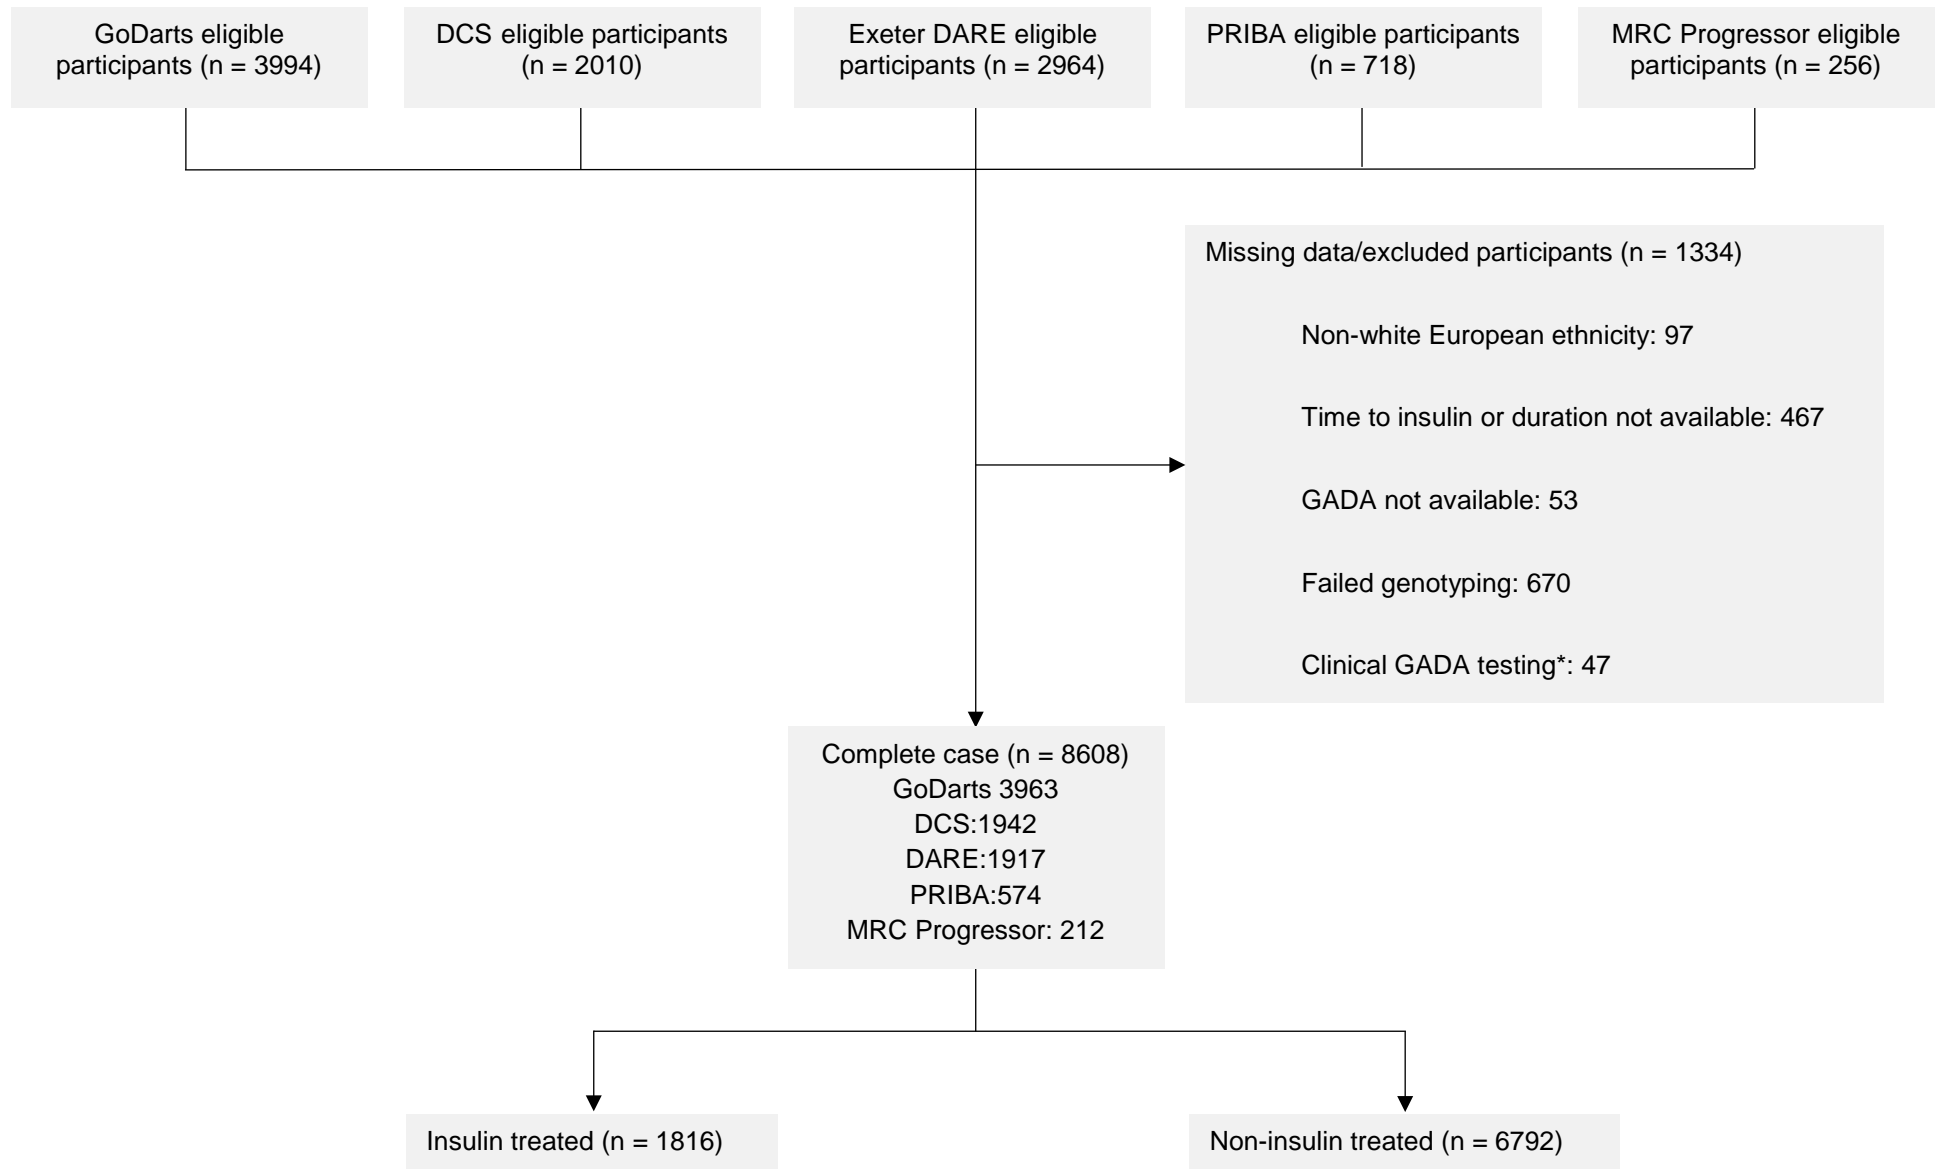 GoDarts eligible
participants (n = 3994)
DCS eligible participants
(n = 2010)
Exeter DARE eligible
participants (n = 2964)
PRIBA eligible participants
(n = 718)
MRC Progressor eligible
participants (n = 256)
Missing data/excluded participants (n = 1334)
Non-white European ethnicity: 97
Time to insulin or duration not available: 467
GADA not available: 53
Failed genotyping: 670
Clinical GADA testing*: 47
Complete case (n = 8608)
GoDarts 3963
DCS:1942
DARE:1917
PRIBA:574
MRC Progressor: 212
Insulin treated (n = 1816)
Non-insulin treated (n = 6792)